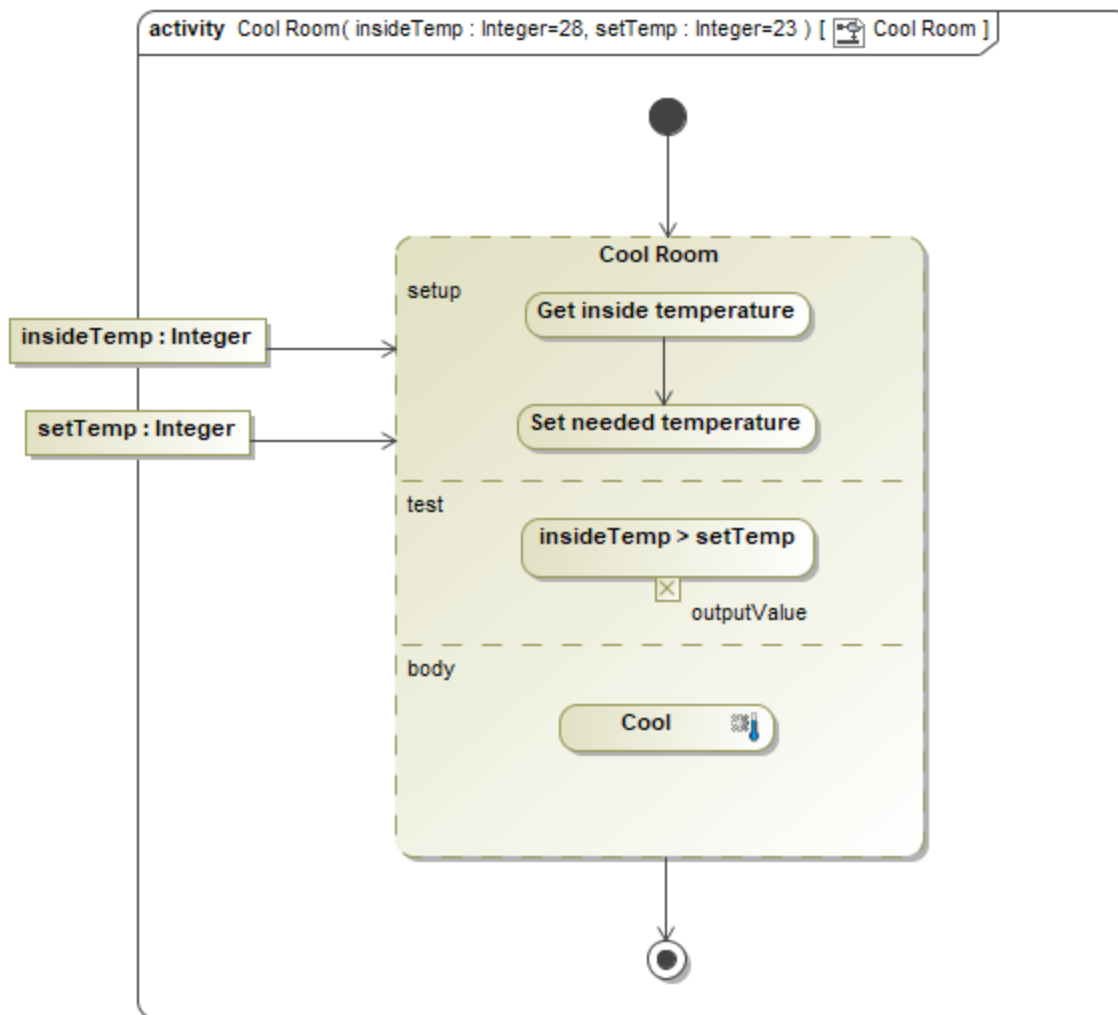 activity Cool Room( insideTemp : Integer=28, setTemp : Integer=23 ) [ Cool Room ]
Cool Room
setup
Get inside temperature
insideTemp : Integer
setTemp : Integer
Set needed temperature
test
insideTemp > setTemp
outputValue
body
Cool